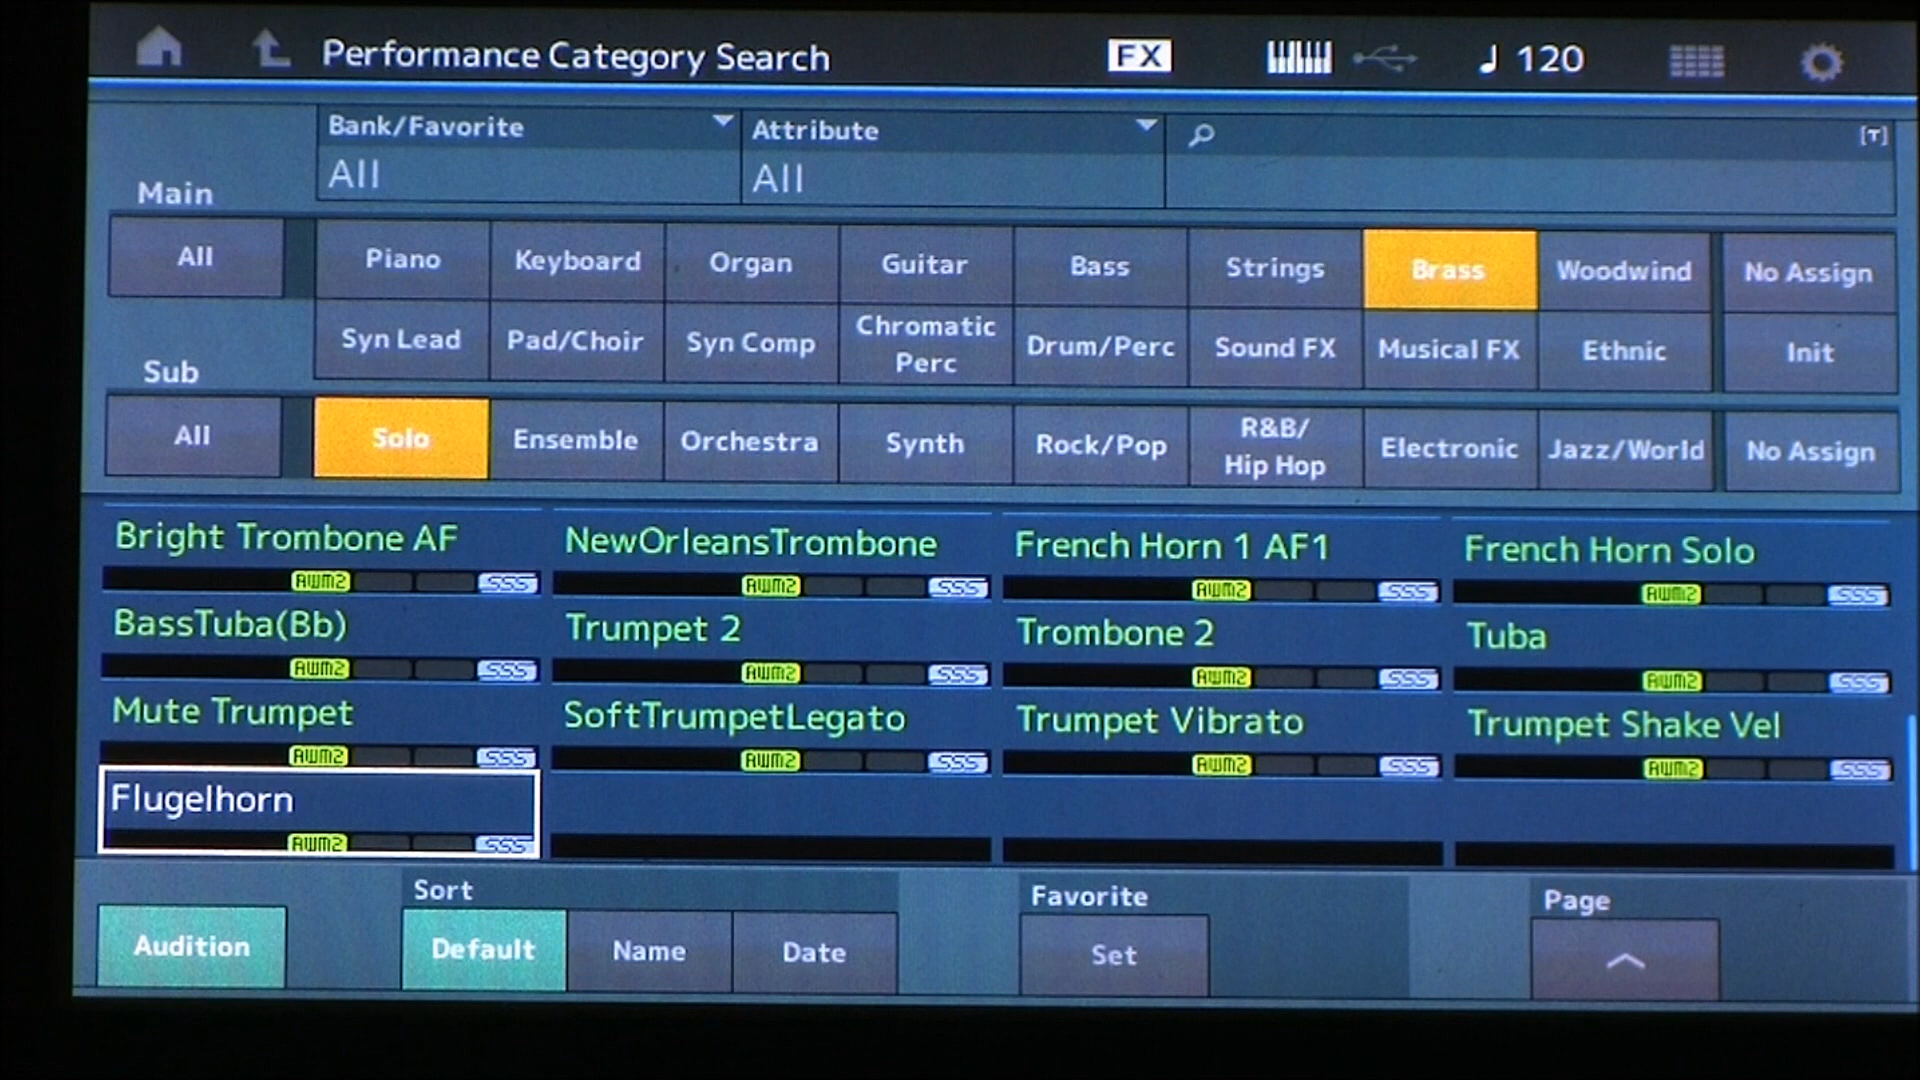 Performance Category Search FX 120
Bank/Favorite Attribute [T]
All All
Main
All Piano Keyboard Organ Guitar Bass Strings Brass Woodwind No Assign
Syn Lead Pad/Choir Syn Comp Chromatic Perc Drum/Perc Sound FX Musical FX Ethnic Init
Sub
All Solo Ensemble Orchestra Synth Rock/Pop R&B/ Hip Hop Electronic Jazz/World No Assign
Bright Trombone AF NewOrleansTrombone French Horn 1 AF1 French Horn Solo
AWM2 SSS AWM2 SSS AWM2 SSS AWM2 SSS
BassTuba(Bb) Trumpet 2 Trombone 2 Tuba
AWM2 SSS AWM2 SSS AWM2 SSS AWM2 SSS
Mute Trumpet SoftTrumpetLegato Trumpet Vibrato Trumpet Shake Vel
AWM2 SSS AWM2 SSS AWM2 SSS AWM2 SSS
Flugelhorn
AWM2 SSS
Sort Favorite Page
Audition Default Name Date Set